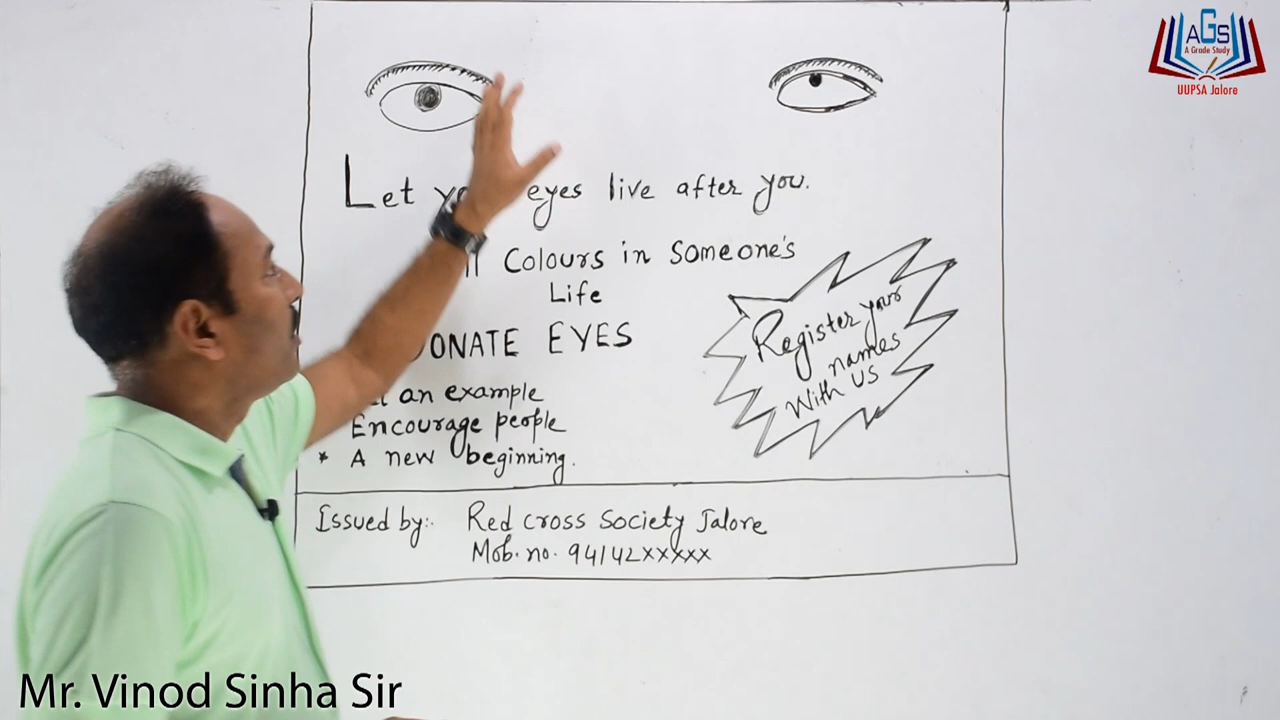 AGS
A Grade Study
UUPSA Jalore
Let eyes live after you.
Colours in Someone's
Life
DONATE EYES
an example
Encourage people
* A new beginning.
Register your
names
With US
Issued by:- Red cross Society Jalore
Mob. no. 94142xxxxx
Mr. Vinod Sinha Sir